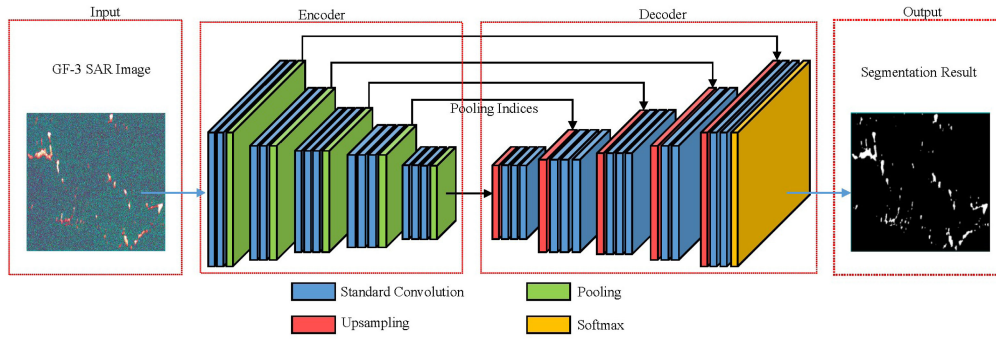 Input
Encoder
Decoder
Output
GF-3 SAR Image
Segmentation Result
Pooling Indices
Standard Convolution
Pooling
Upsampling
Softmax